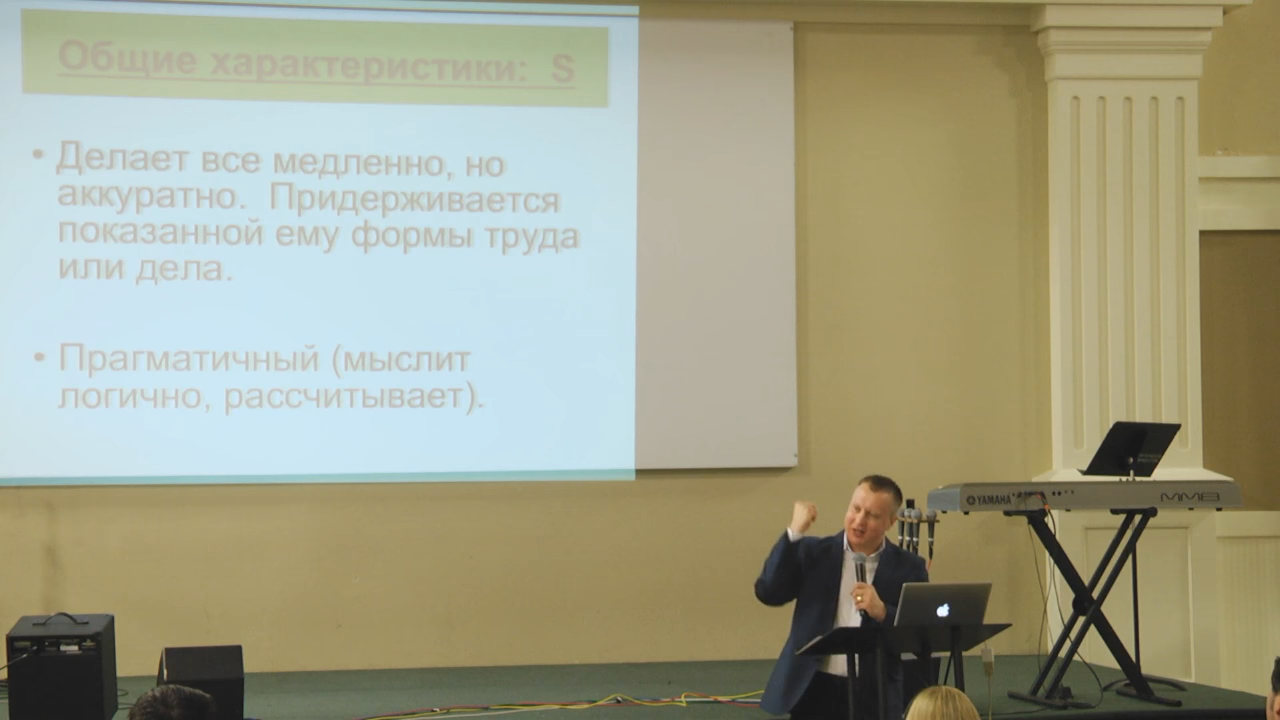 Общие характеристики:  S
• Делает все медленно, но
аккуратно.  Придерживается
показанной ему формы труда
или дела.
• Прагматичный (мыслит
логично, рассчитывает).
YAMAHA
MM8